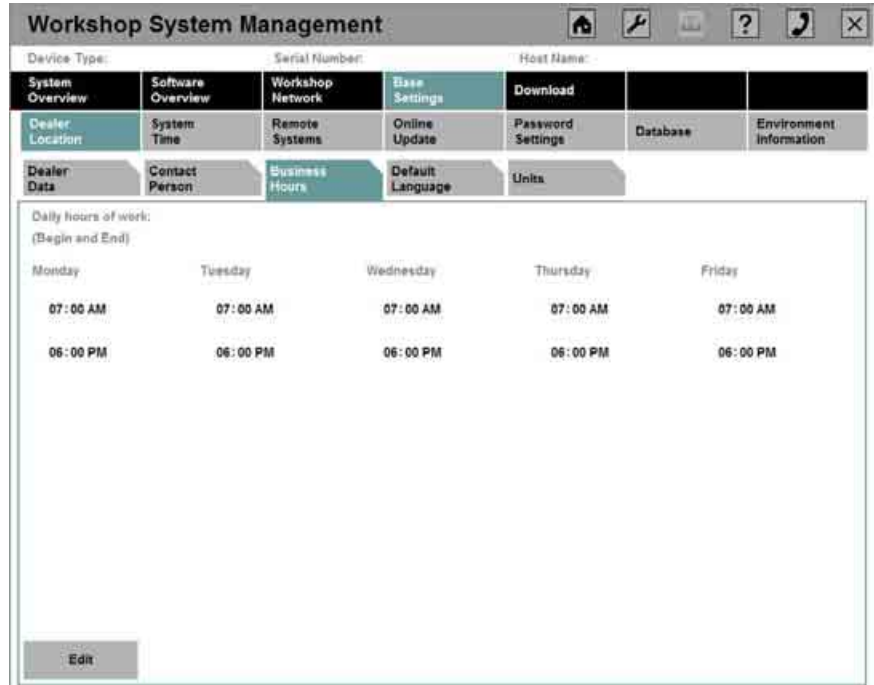 Workshop System Management
?
Device Type: Serial Number: Host Name:
System Overview
Software Overview
Workshop Network
Base Settings
Download
Dealer Location
System Time
Remote Systems
Online Update
Password Settings
Database
Environment Information
Dealer Data
Contact Person
Business Hours
Default Language
Units
Daily hours of work:
(Begin and End)
Monday Tuesday Wednesday Thursday Friday
07:00 AM 07:00 AM 07:00 AM 07:00 AM 07:00 AM
06:00 PM 06:00 PM 06:00 PM 06:00 PM 06:00 PM
Edit